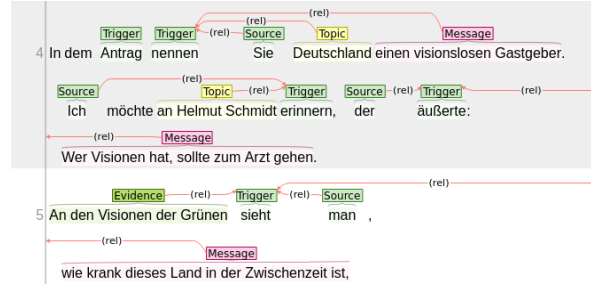 (rel)
(rel)
Trigger Trigger (rel) Source Topic Message
4 In dem Antrag nennen Sie Deutschland einen visionslosen Gastgeber.
(rel)
Source Topic (rel) Trigger Source (rel) Trigger (rel)
Ich möchte an Helmut Schmidt erinnern, der äußerte:
(rel) Message
Wer Visionen hat, sollte zum Arzt gehen.
(rel)
Evidence (rel) Trigger (rel) Source
5 An den Visionen der Grünen sieht man ,
(rel)
Message
wie krank dieses Land in der Zwischenzeit ist,